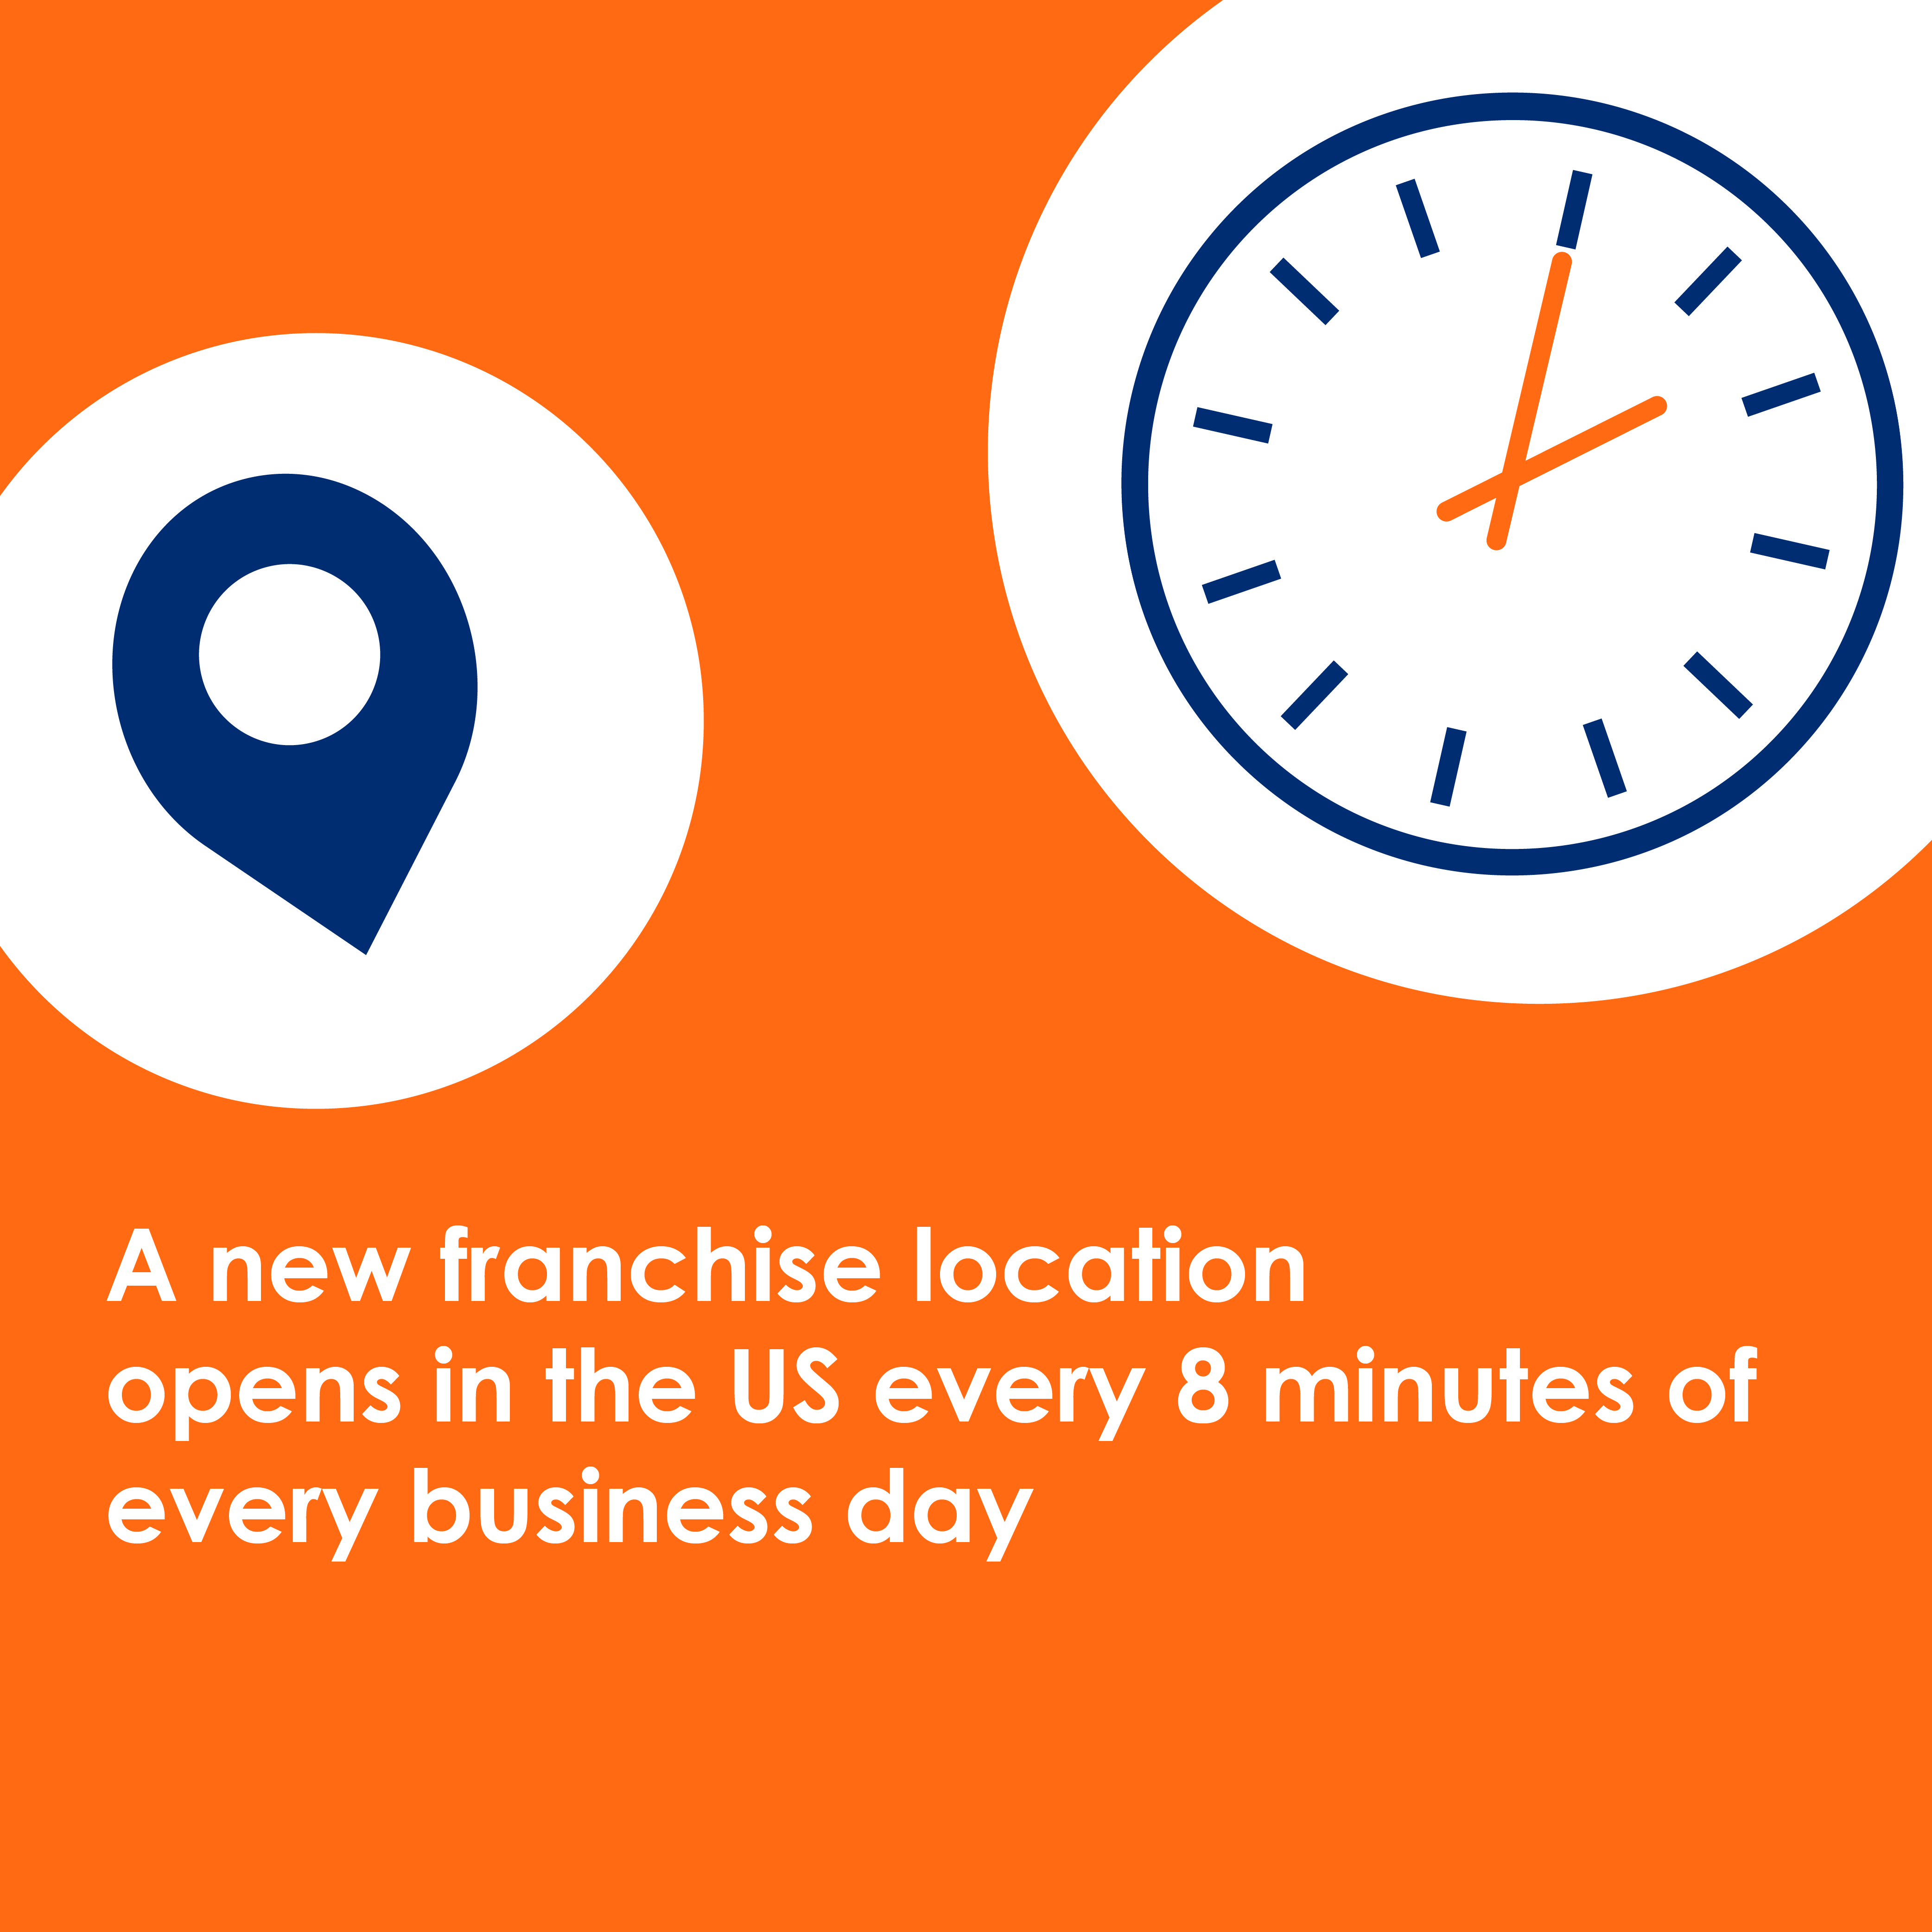 A new franchise location
opens in the US every 8 minutes of
every business day